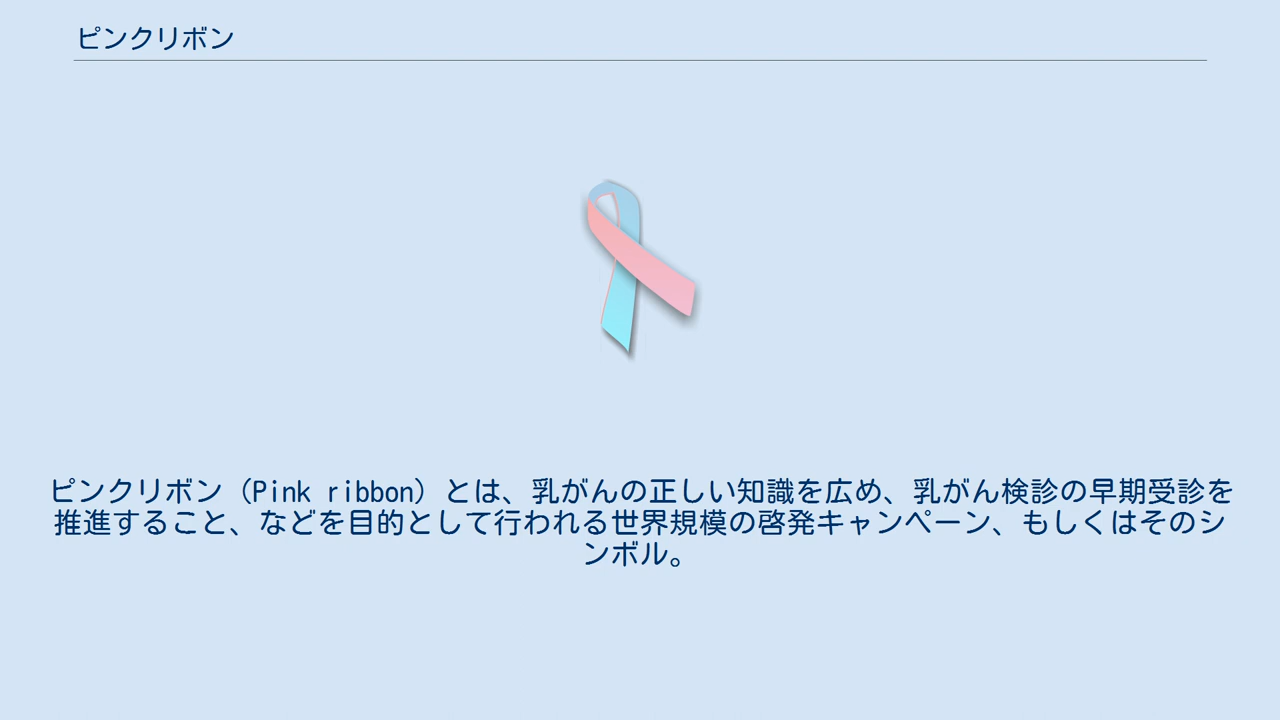 ピンクリボン
ピンクリボン（Pink ribbon）とは、乳がんの正しい知識を広め、乳がん検診の早期受診を
推進すること、などを目的として行われる世界規模の啓発キャンペーン、もしくはそのシ
ンボル。